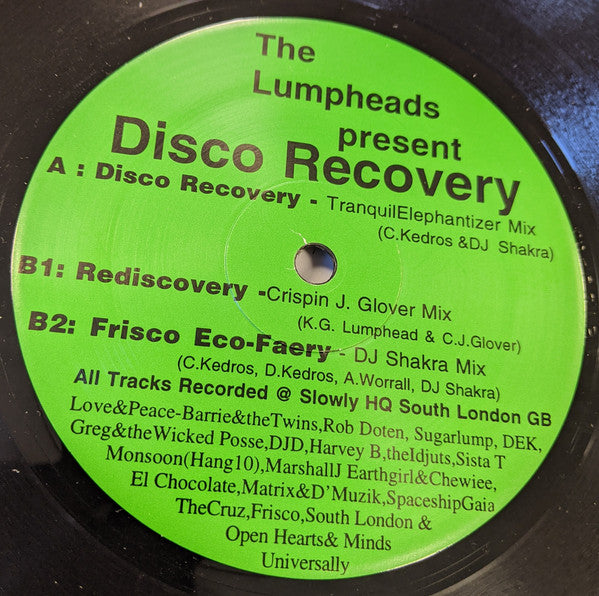 The
Lumpheads
present
Disco Recovery
A : Disco Recovery - TranquilElephantizer Mix
(C.Kedros &DJ Shakra)
B1: Rediscovery -Crispin J. Glover Mix
(K.G. Lumphead & C.J.Glover)
B2: Frisco Eco-Faery - DJ Shakra Mix
(C.Kedros, D.Kedros, A.Worrall, DJ Shakra)
All Tracks Recorded @ Slowly HQ South London GB
Love&Peace-Barrie&theTwins,Rob Doten, Sugarlump, DEK,
Greg&theWicked Posse,DJD,Harvey B,theIdjuts,Sista T
Monsoon(Hang10),MarshallJ Earthgirl&Chewiee,
El Chocolate,Matrix&D'Muzik,SpaceshipGaia
TheCruz,Frisco,South London &
Open Hearts& Minds
Universally